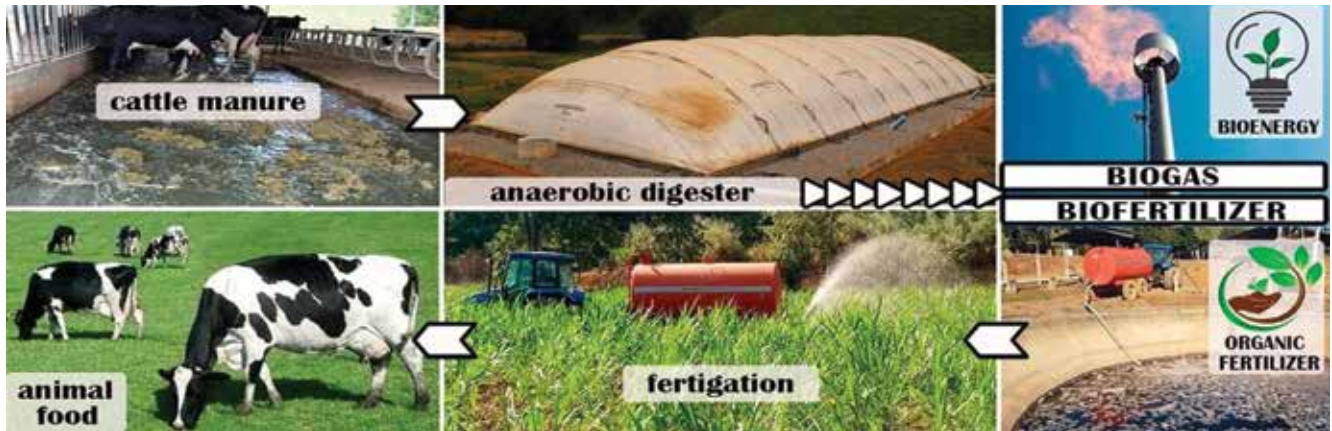 cattle manure
anaerobic digester
BIOENERGY
BIOGAS
BIOFERTILIZER
ORGANIC
FERTILIZER
fertigation
animal
food